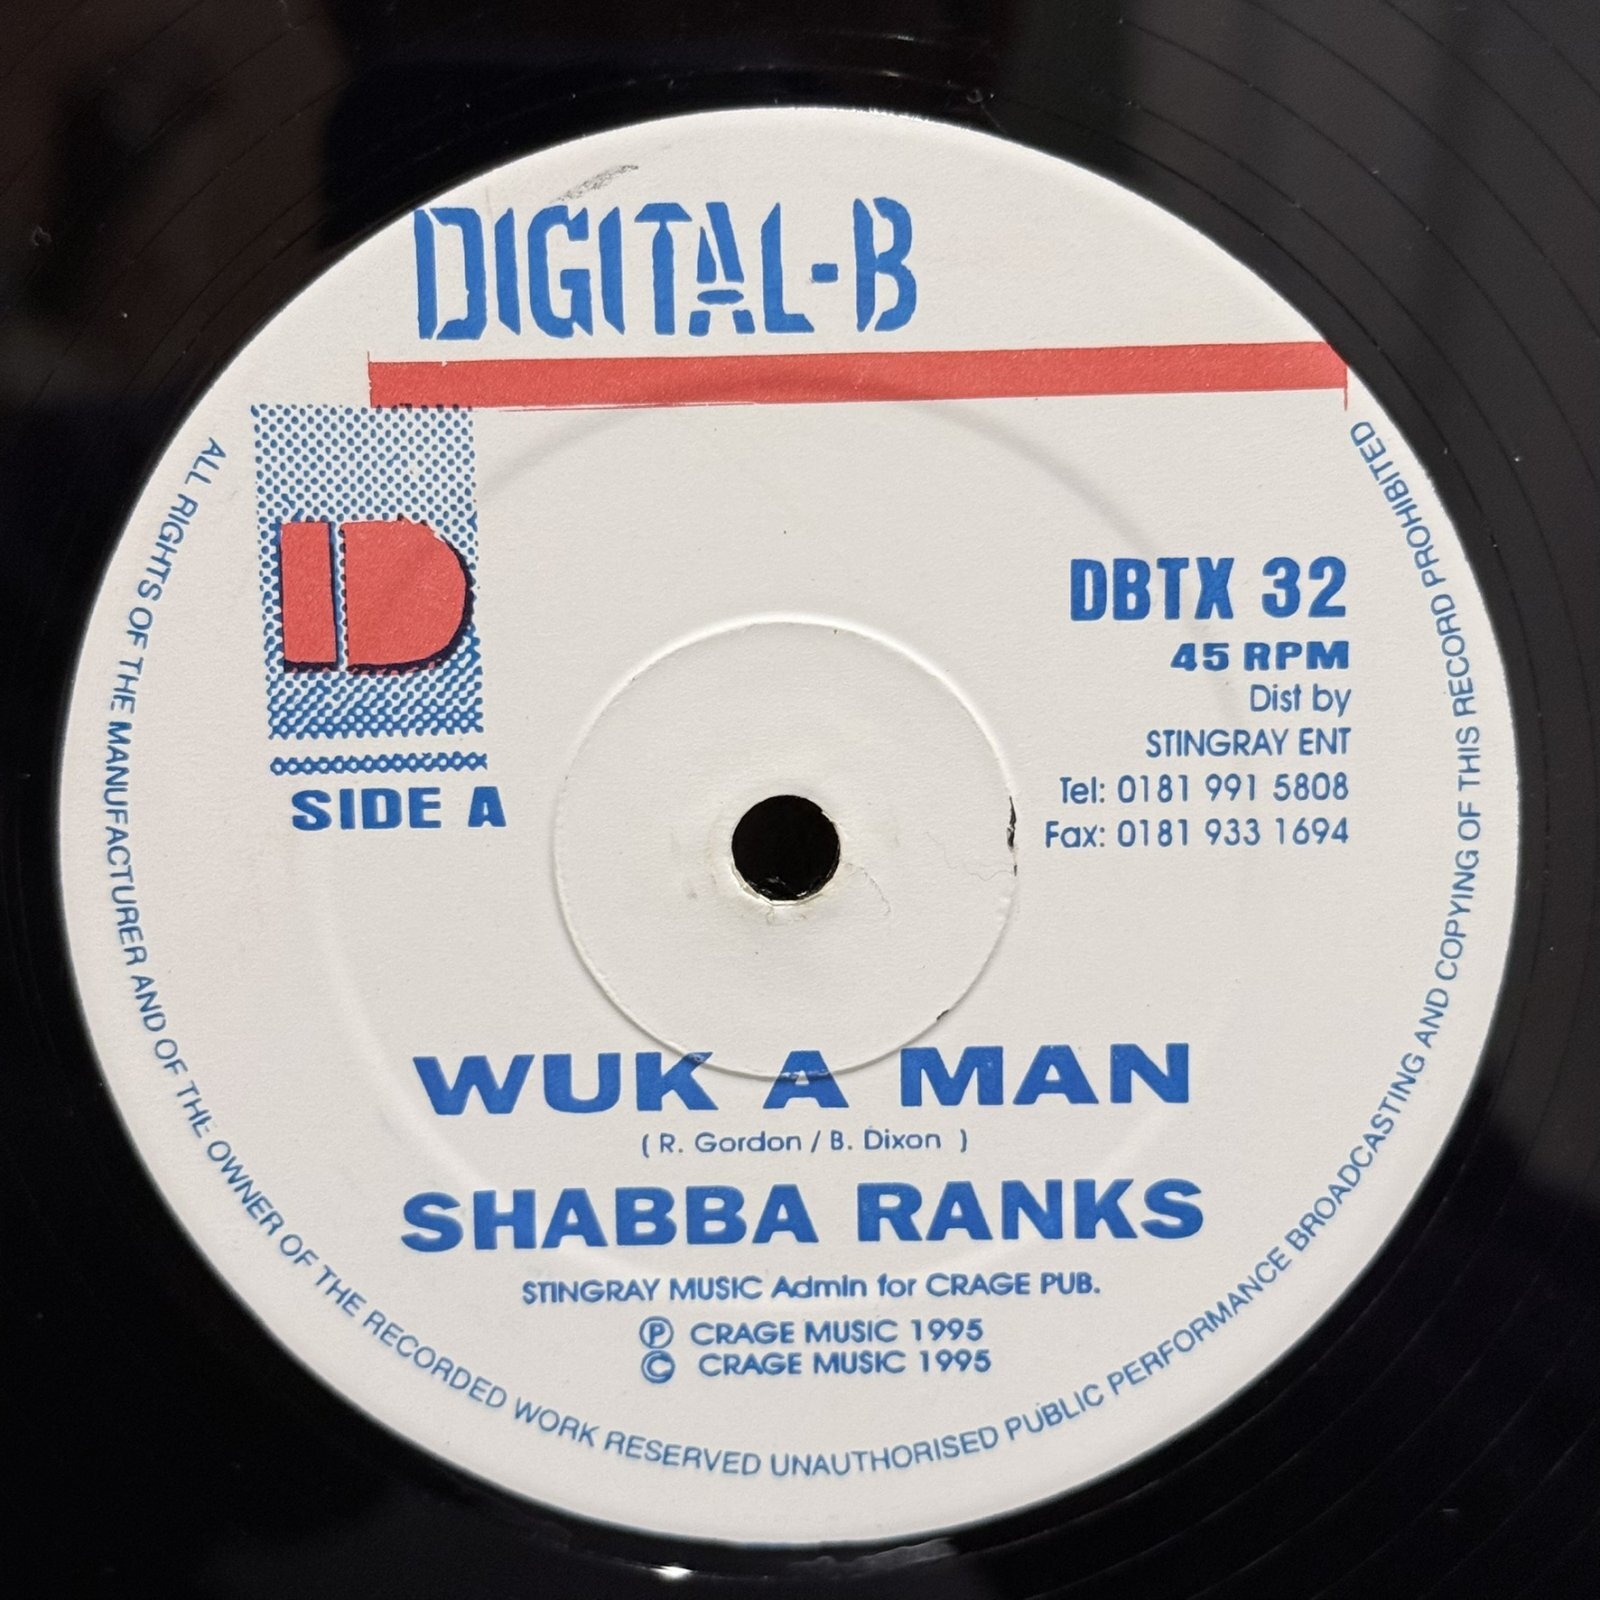 DIGITAL-B
D
SIDE A
DBTX 32
45 RPM
Dist by
STINGRAY ENT
Tel: 0181 991 5808
Fax: 0181 933 1694
WUK A MAN
( R. Gordon / B. Dixon )
SHABBA RANKS
STINGRAY MUSIC Admin for CRAGE PUB.
Ⓟ CRAGE MUSIC 1995
© CRAGE MUSIC 1995
ALL RIGHTS OF THE MANUFACTURER AND OF THE OWNER OF THE RECORDED WORK RESERVED UNAUTHORISED PUBLIC PERFORMANCE BROADCASTING AND COPYING OF THIS RECORD PROHIBITED